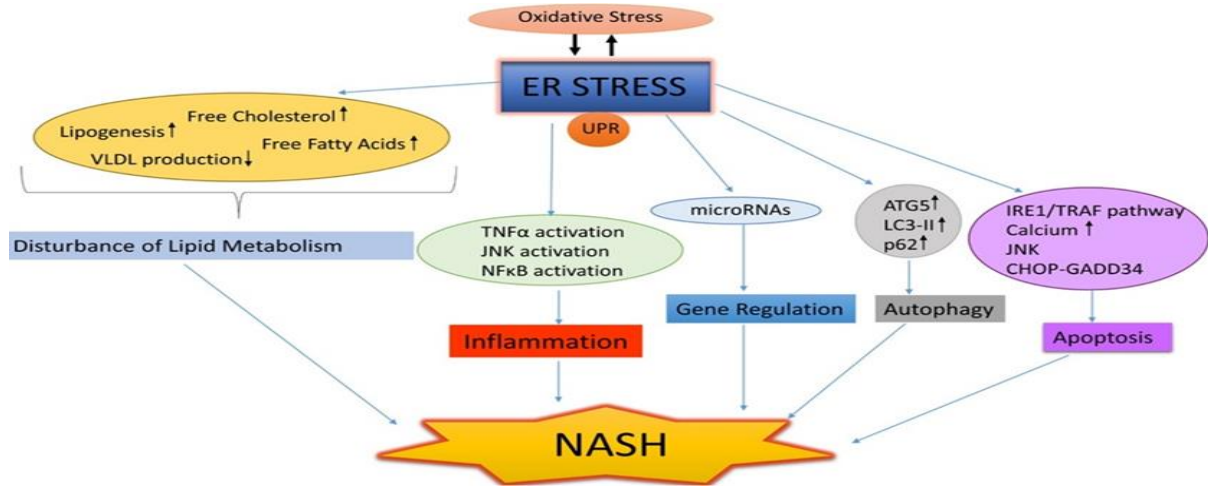 Oxidative Stress
ER STRESS
UPR
Free Cholesterol↑
Lipogenesis↑
Free Fatty Acids↑
VLDL production↓
Disturbance of Lipid Metabolism
TNFα activation
JNK activation
NFκB activation
Inflammation
microRNAs
Gene Regulation
ATG5↑
LC3-II↑
p62↑
Autophagy
IRE1/TRAF pathway
Calcium↑
JNK
CHOP-GADD34
Apoptosis
NASH